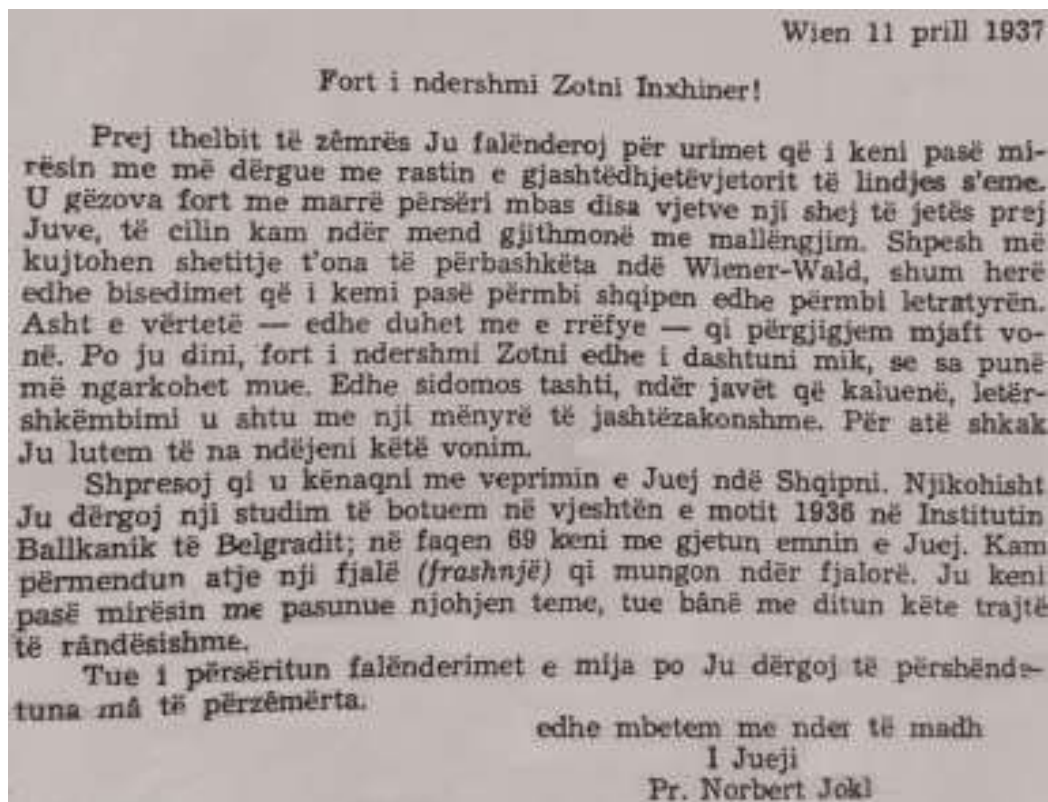 Wien 11 prill 1937
Fort i ndershmi Zotni Inxhiner!
Prej thelbit të zêmrës Ju falënderoj për urimet që i keni pasë mi-
rësin me më dërgue me rastin e gjashtëdhjetëvjetorit të lindjes s'eme.
U gëzova fort me marrë përsëri mbas disa vjetve nji shej të jetës prej
Juve, të cilin kam ndër mend gjithmonë me mallëngjim. Shpesh më
kujtohen shetitje t'ona të përbashkëta ndë Wiener-Wald, shum herë
edhe bisedimet që i kemi pasë përmbi shqipen edhe përmbi letratyrën.
Asht e vërtetë — edhe duhet me e rrëfye — qi përgjigjem mjaft vo-
në. Po ju dini, fort i ndershmi Zotni edhe i dashtuni mik, se sa punë
më ngarkohet mue. Edhe sidomos tashti, ndër javët që kaluenë, letër-
shkëmbimi u shtu me nji mënyrë të jashtëzakonshme. Për atë shkak
Ju lutem të na ndëjeni këtë vonim.
Shpresoj qi u kënaqni me veprimin e Juej ndë Shqipni. Njikohisht
Ju dërgoj nji studim të botuem në vjeshtën e motit 1936 në Institutin
Ballkanik të Belgradit; në faqen 69 keni me gjetun emnin e Juej. Kam
përmendun atje nji fjalë (frashnjë) qi mungon ndër fjalorë. Ju keni
pasë mirësin me pasunue njohjen teme, tue bânë me ditun këte trajtë
të rândësishme.
Tue i përsëritun falënderimet e mija po Ju dërgoj të përshënde-
tuna mâ të përzêmërta.
edhe mbetem me nder të madh
I Jueji
Pr. Norbert Jokl